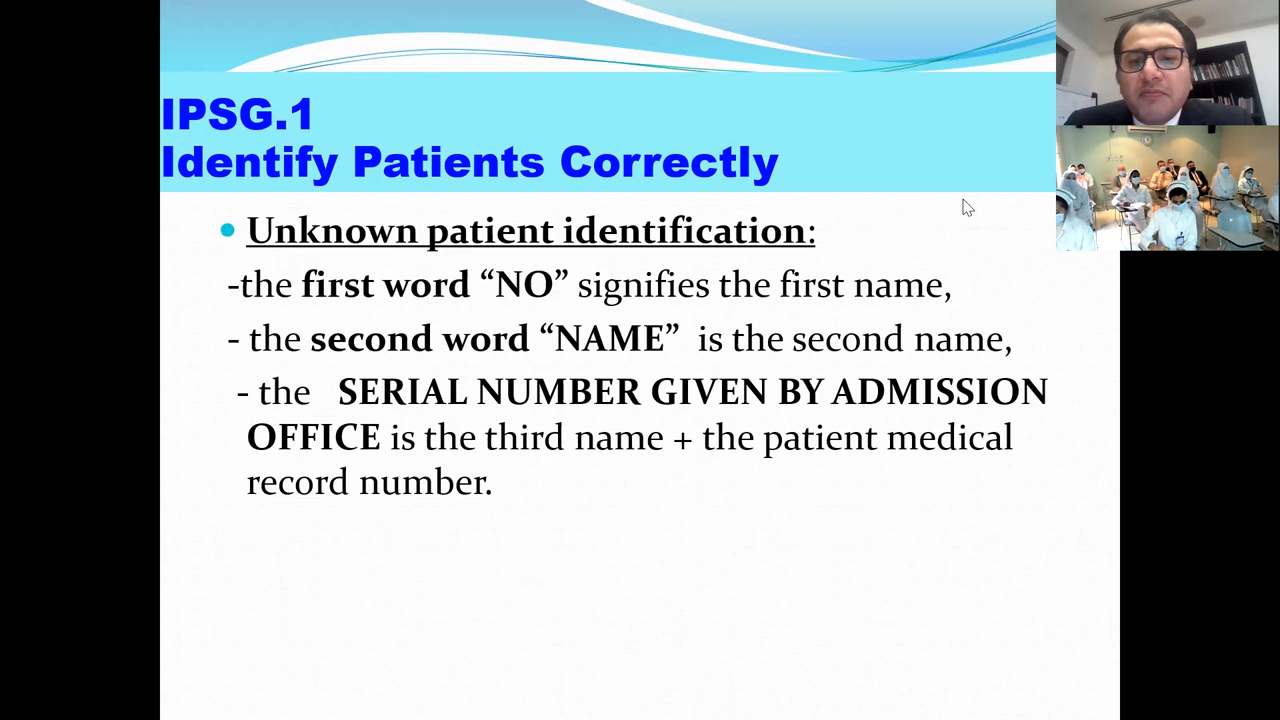 IPSG.1
Identify Patients Correctly
• Unknown patient identification:
-the first word “NO” signifies the first name,
- the second word “NAME” is the second name,
- the SERIAL NUMBER GIVEN BY ADMISSION
OFFICE is the third name + the patient medical
record number.